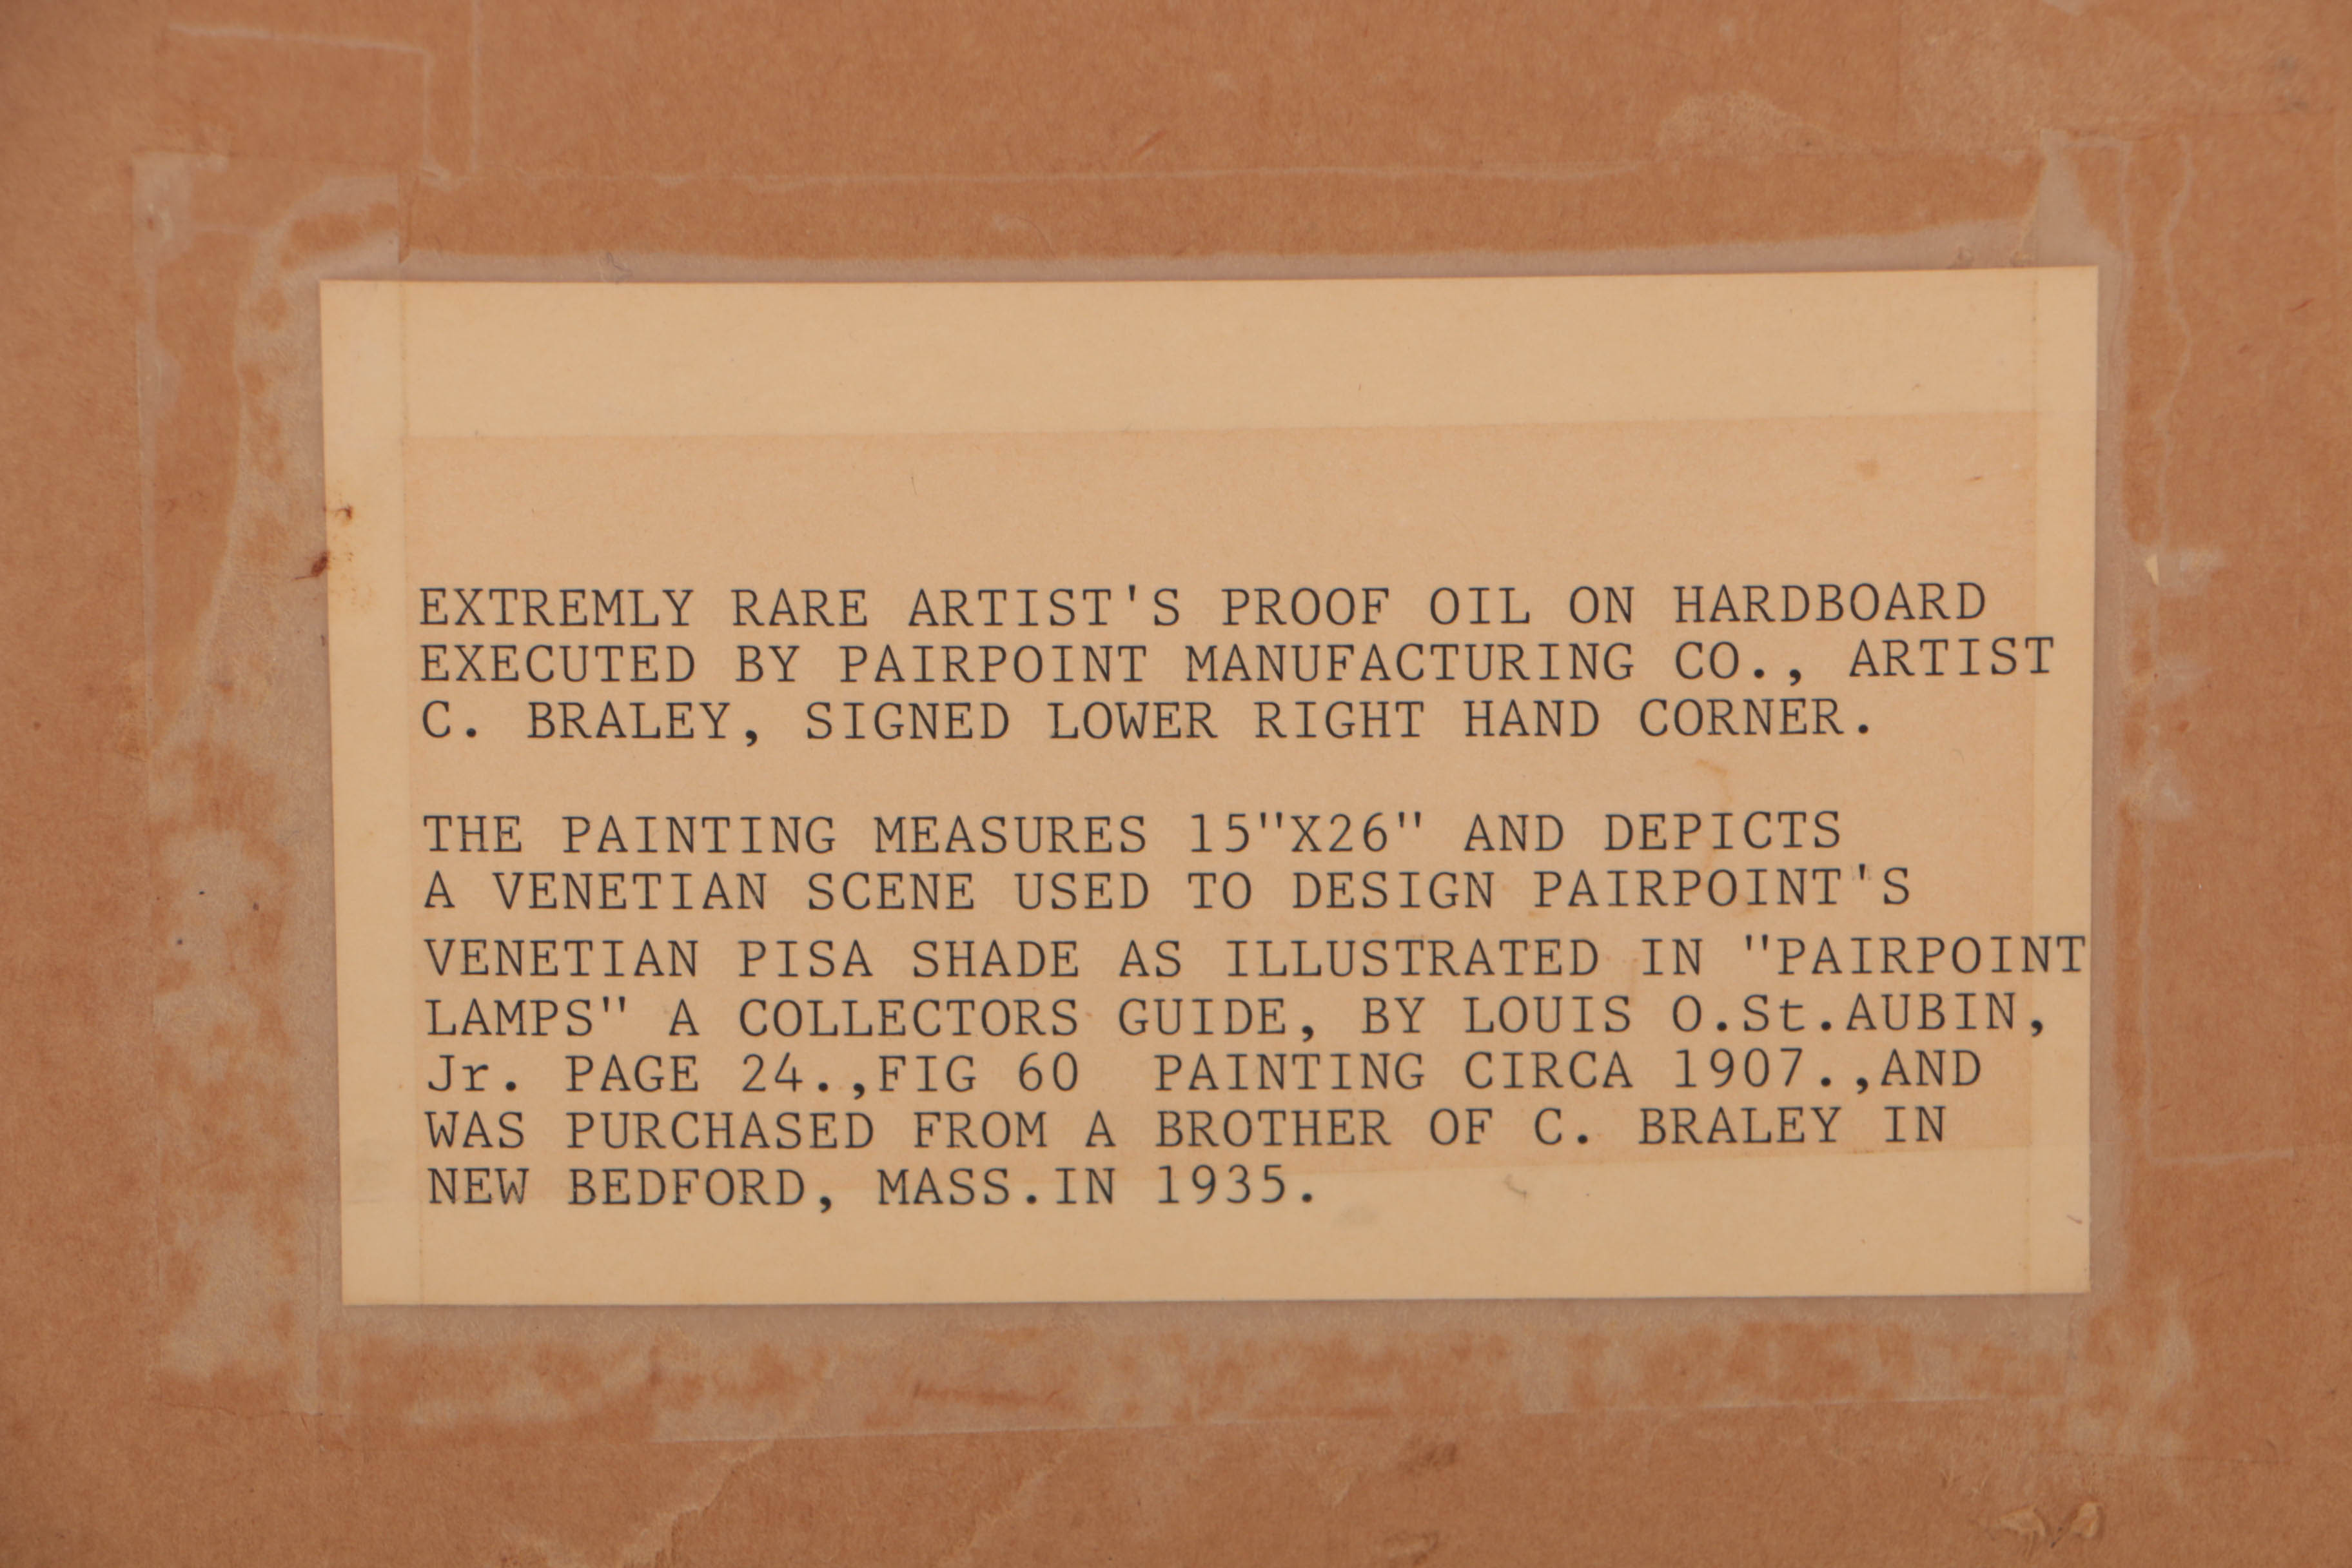 EXTREMLY RARE ARTIST'S PROOF OIL ON HARDBOARD
EXECUTED BY PAIRPOINT MANUFACTURING CO., ARTIST
C. BRALEY, SIGNED LOWER RIGHT HAND CORNER.
THE PAINTING MEASURES 15"X26" AND DEPICTS
A VENETIAN SCENE USED TO DESIGN PAIRPOINT'S
VENETIAN PISA SHADE AS ILLUSTRATED IN "PAIRPOINT
LAMPS" A COLLECTORS GUIDE, BY LOUIS O.St.AUBIN,
Jr. PAGE 24.,FIG 60  PAINTING CIRCA 1907.,AND
WAS PURCHASED FROM A BROTHER OF C. BRALEY IN
NEW BEDFORD, MASS.IN 1935.